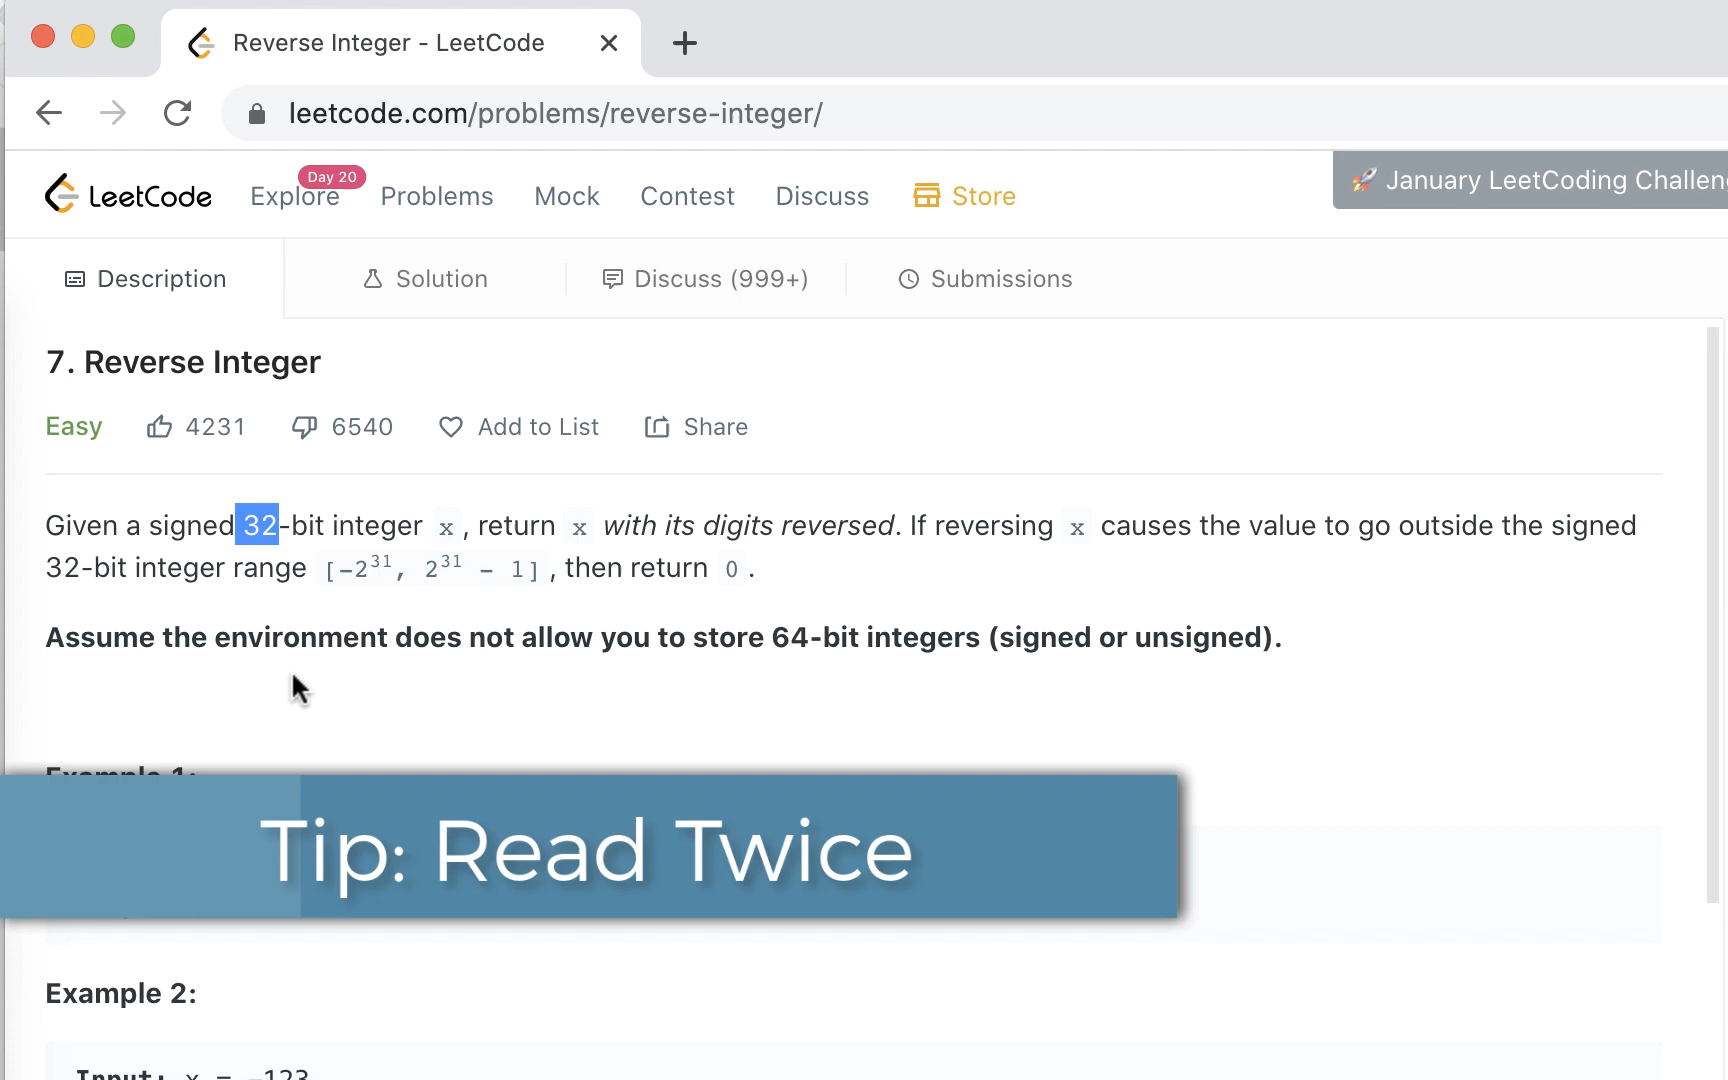 Reverse Integer - LeetCode
leetcode.com/problems/reverse-integer/
LeetCode Explore Day 20 Problems Mock Contest Discuss Store
🚀 January LeetCoding Challen
Description Solution Discuss (999+) Submissions
7. Reverse Integer
Easy 4231 6540 Add to List Share
Given a signed 32-bit integer x, return x with its digits reversed. If reversing x causes the value to go outside the signed
32-bit integer range [-2³¹, 2³¹ - 1], then return 0.
Assume the environment does not allow you to store 64-bit integers (signed or unsigned).
Example 1:
Tip: Read Twice
Example 2:
Input: x = -123